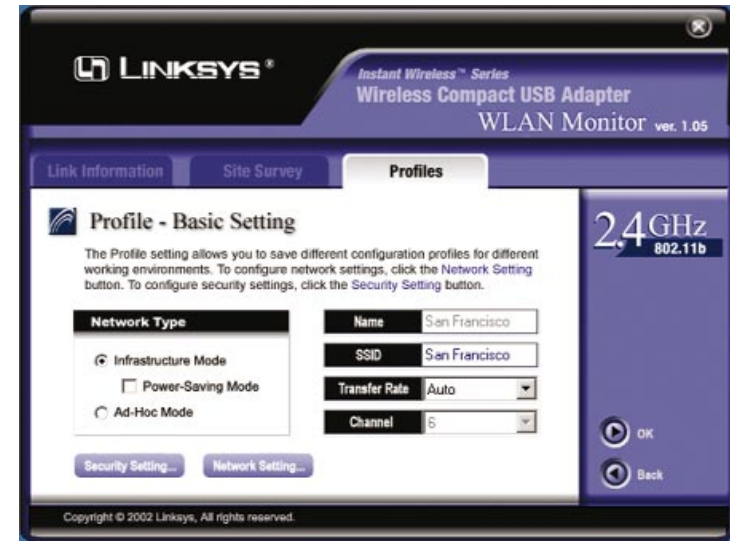 LINKSYS®
Instant Wireless™ Series
Wireless Compact USB Adapter
WLAN Monitor ver. 1.05
Link Information
Site Survey
Profiles
Profile - Basic Setting
The Profile setting allows you to save different configuration profiles for different
working environments. To configure network settings, click the Network Setting
button. To configure security settings, click the Security Setting button.
2,4GHz
802.11b
Network Type
Infrastructure Mode
Power-Saving Mode
Ad-Hoc Mode
Name San Francisco
SSID San Francisco
Transfer Rate Auto
Channel 6
Security Setting...
Network Setting...
OK
Back
Copyright © 2002 Linksys, All rights reserved.